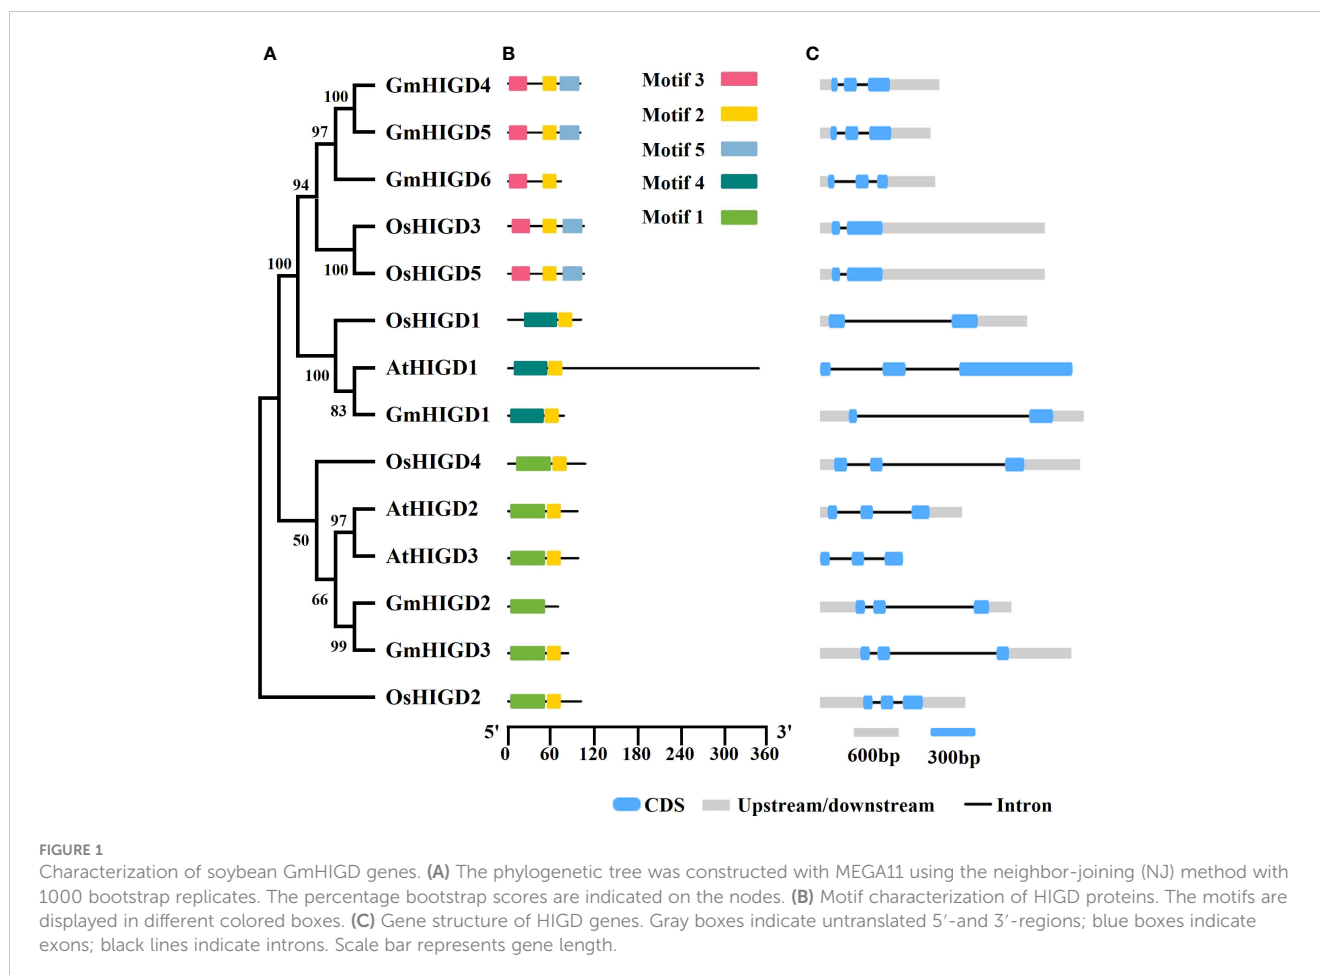 A B C
GmHIGD4
GmHIGD5
GmHIGD6
OsHIGD3
OsHIGD5
OsHIGD1
AtHIGD1
GmHIGD1
OsHIGD4
AtHIGD2
AtHIGD3
GmHIGD2
GmHIGD3
OsHIGD2
100
97
94
100
100
100
83
97
50
66
99
Motif 3
Motif 2
Motif 5
Motif 4
Motif 1
5' 3'
0 60 120 180 240 300 360
600bp 300bp
CDS Upstream/downstream Intron
FIGURE 1
Characterization of soybean GmHIGD genes. (A) The phylogenetic tree was constructed with MEGA11 using the neighbor-joining (NJ) method with
1000 bootstrap replicates. The percentage bootstrap scores are indicated on the nodes. (B) Motif characterization of HIGD proteins. The motifs are
displayed in different colored boxes. (C) Gene structure of HIGD genes. Gray boxes indicate untranslated 5′-and 3′-regions; blue boxes indicate
exons; black lines indicate introns. Scale bar represents gene length.